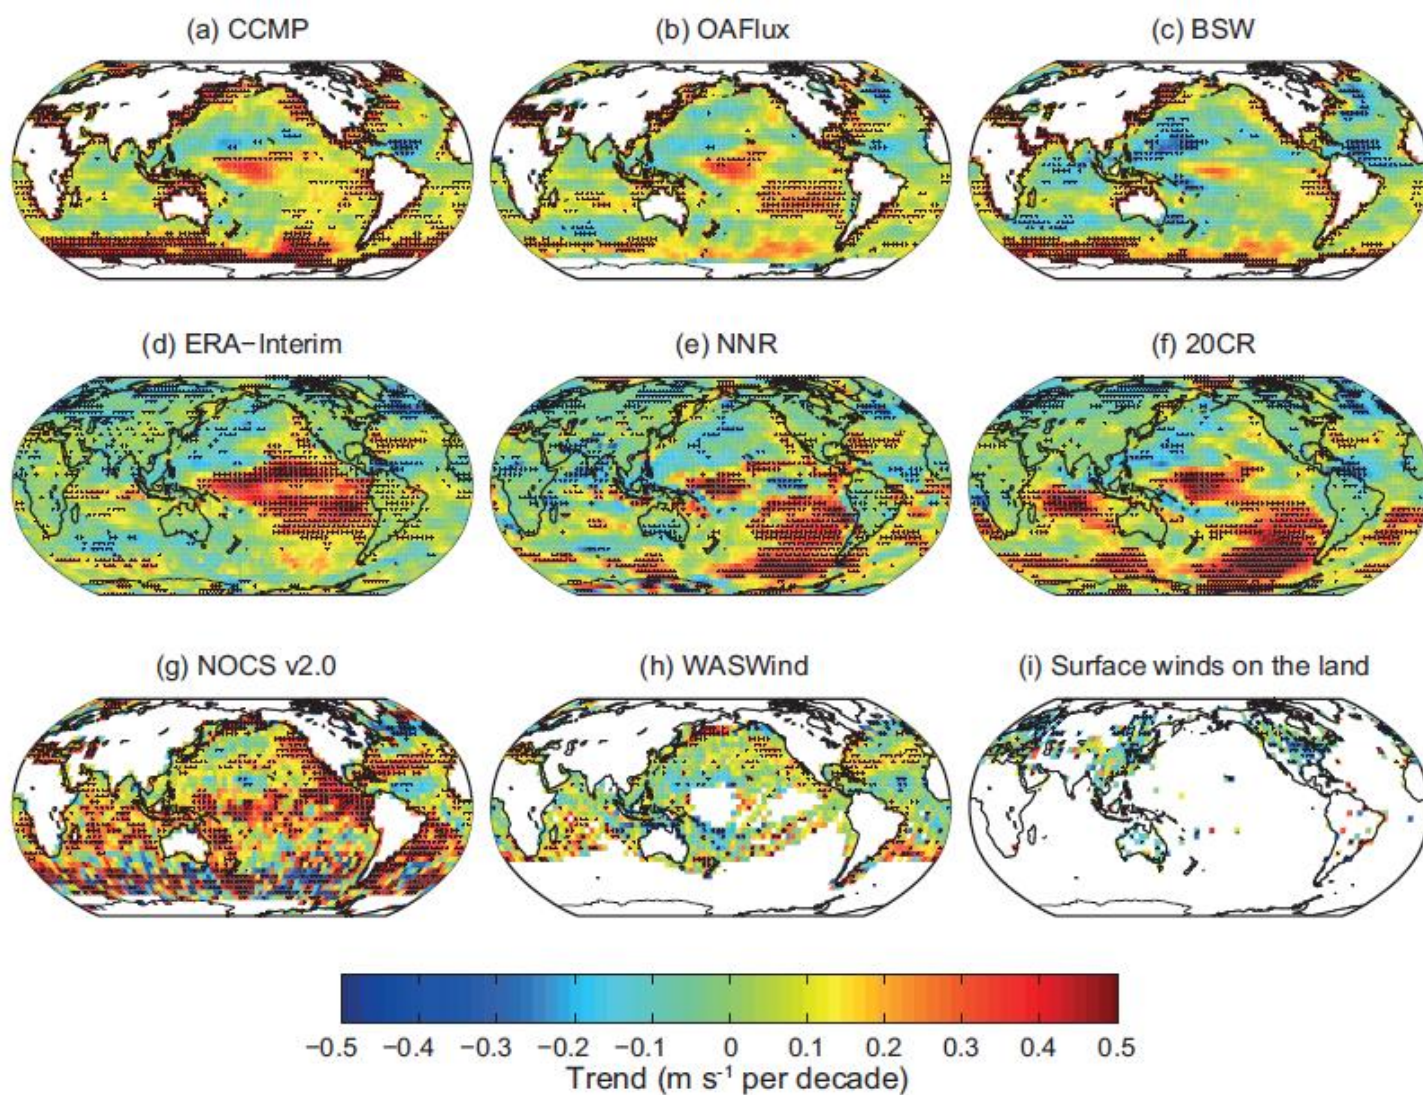 (a) CCMP
(b) OAFlux
(c) BSW
(d) ERA−Interim
(e) NNR
(f) 20CR
(g) NOCS v2.0
(h) WASWind
(i) Surface winds on the land
−0.5 −0.4 −0.3 −0.2 −0.1 0 0.1 0.2 0.3 0.4 0.5
Trend (m s⁻¹ per decade)